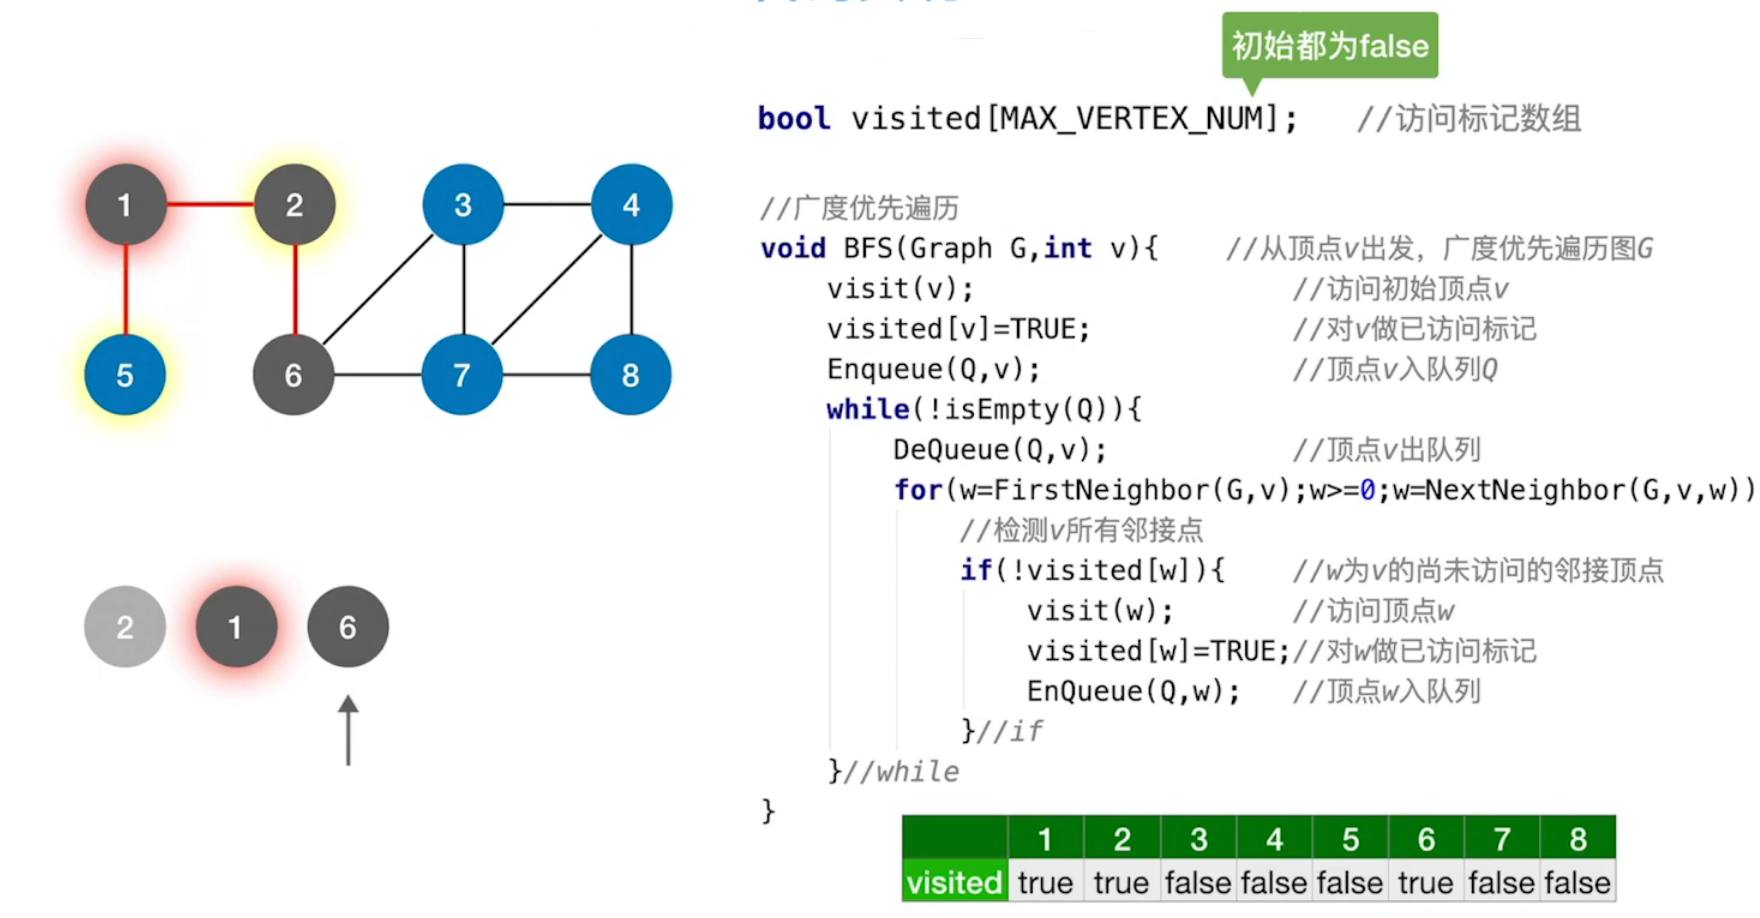 初始都为false
bool visited[MAX_VERTEX_NUM]; //访问标记数组
//广度优先遍历
void BFS(Graph G,int v){ //从顶点v出发，广度优先遍历图G
visit(v); //访问初始顶点v
visited[v]=TRUE; //对v做已访问标记
Enqueue(Q,v); //顶点v入队列Q
while(!isEmpty(Q)){
DeQueue(Q,v); //顶点v出队列
for(w=FirstNeighbor(G,v);w>=0;w=NextNeighbor(G,v,w))
//检测v所有邻接点
if(!visited[w]){ //w为v的尚未访问的邻接顶点
visit(w); //访问顶点w
visited[w]=TRUE;//对w做已访问标记
EnQueue(Q,w); //顶点w入队列
}//if
}//while
}
1 2 3 4
5 6 7 8
2 1 6
1 2 3 4 5 6 7 8
visited true true false false false true false false